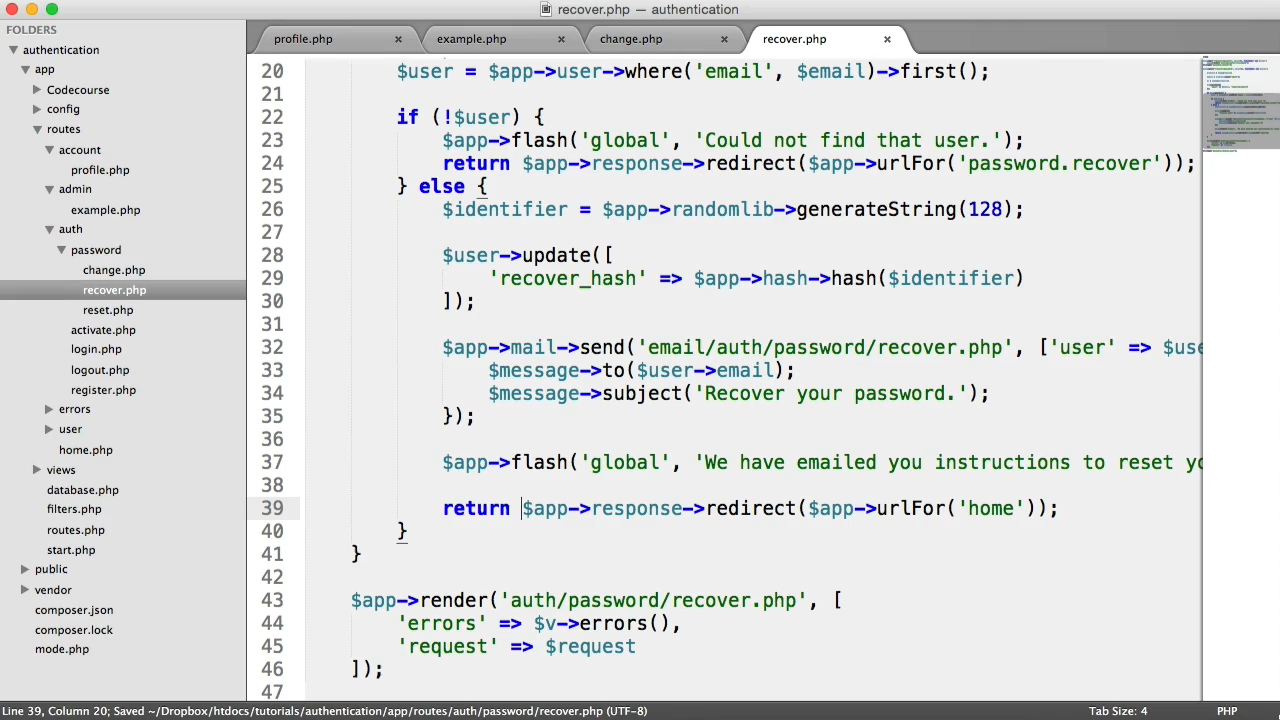 recover.php — authentication
FOLDERS
authentication
app
Codecourse
config
routes
account
profile.php
admin
example.php
auth
password
change.php
recover.php
reset.php
activate.php
login.php
logout.php
register.php
errors
user
home.php
views
database.php
filters.php
routes.php
start.php
public
vendor
composer.json
composer.lock
mode.php
profile.php × example.php × change.php × recover.php ×
20 $user = $app->user->where('email', $email)->first();
21
22 if (!$user) {
23 $app->flash('global', 'Could not find that user.');
24 return $app->response->redirect($app->urlFor('password.recover'));
25 } else {
26 $identifier = $app->randomlib->generateString(128);
27
28 $user->update([
29 'recover_hash' => $app->hash->hash($identifier)
30 ]);
31
32 $app->mail->send('email/auth/password/recover.php', ['user' => $use
33 $message->to($user->email);
34 $message->subject('Recover your password.');
35 });
36
37 $app->flash('global', 'We have emailed you instructions to reset yo
38
39 return $app->response->redirect($app->urlFor('home'));
40 }
41 }
42
43 $app->render('auth/password/recover.php', [
44 'errors' => $v->errors(),
45 'request' => $request
46 ]);
47
Line 39, Column 20; Saved ~/Dropbox/htdocs/tutorials/authentication/app/routes/auth/password/recover.php (UTF-8) Tab Size: 4 PHP